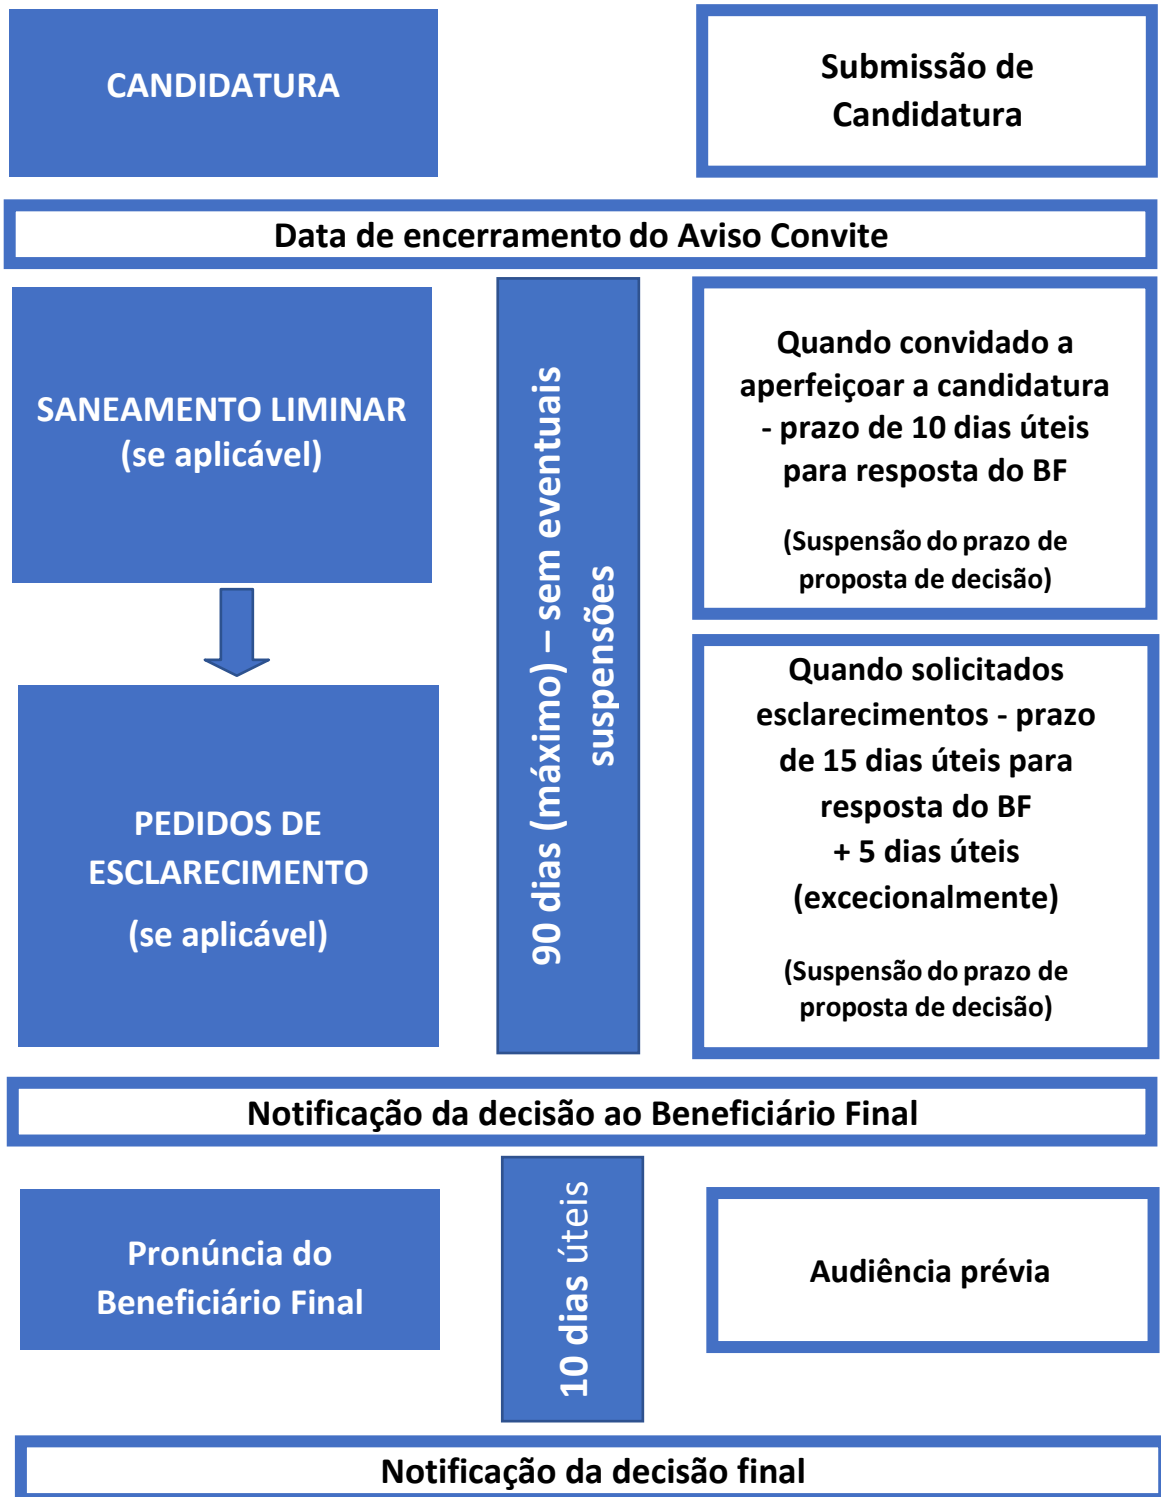 CANDIDATURA
Submissão de
Candidatura
Data de encerramento do Aviso Convite
SANEAMENTO LIMINAR
(se aplicável)
90 dias (máximo) – sem eventuais
suspensões
Quando convidado a
aperfeiçoar a candidatura
- prazo de 10 dias úteis
para resposta do BF
(Suspensão do prazo de
proposta de decisão)
PEDIDOS DE
ESCLARECIMENTO
(se aplicável)
Quando solicitados
esclarecimentos - prazo
de 15 dias úteis para
resposta do BF
+ 5 dias úteis
(excecionalmente)
(Suspensão do prazo de
proposta de decisão)
Notificação da decisão ao Beneficiário Final
Pronúncia do
Beneficiário Final
10 dias úteis
Audiência prévia
Notificação da decisão final